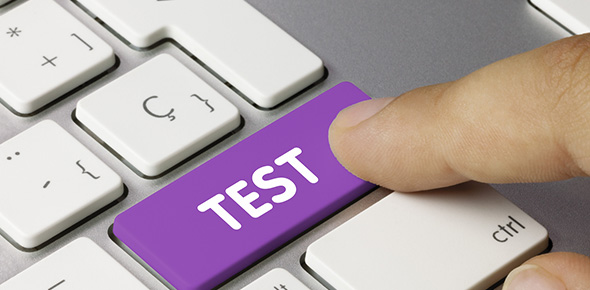 *
+
Ç
}
¨
´
{
TEST
ctrl